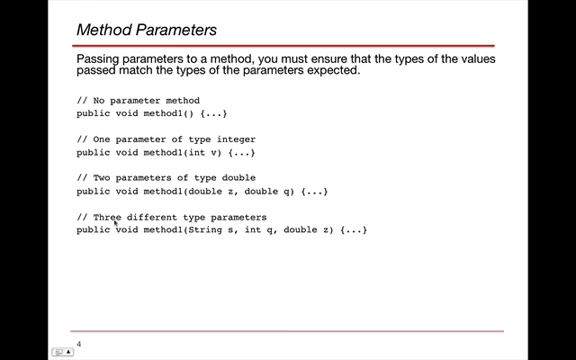 Method Parameters
Passing parameters to a method, you must ensure that the types of the values
passed match the types of the parameters expected.
// No parameter method
public void method1() {...}
// One parameter of type integer
public void method1(int v) {...}
// Two parameters of type double
public void method1(double z, double q) {...}
// Three different type parameters
public void method1(String s, int q, double z) {...}
4